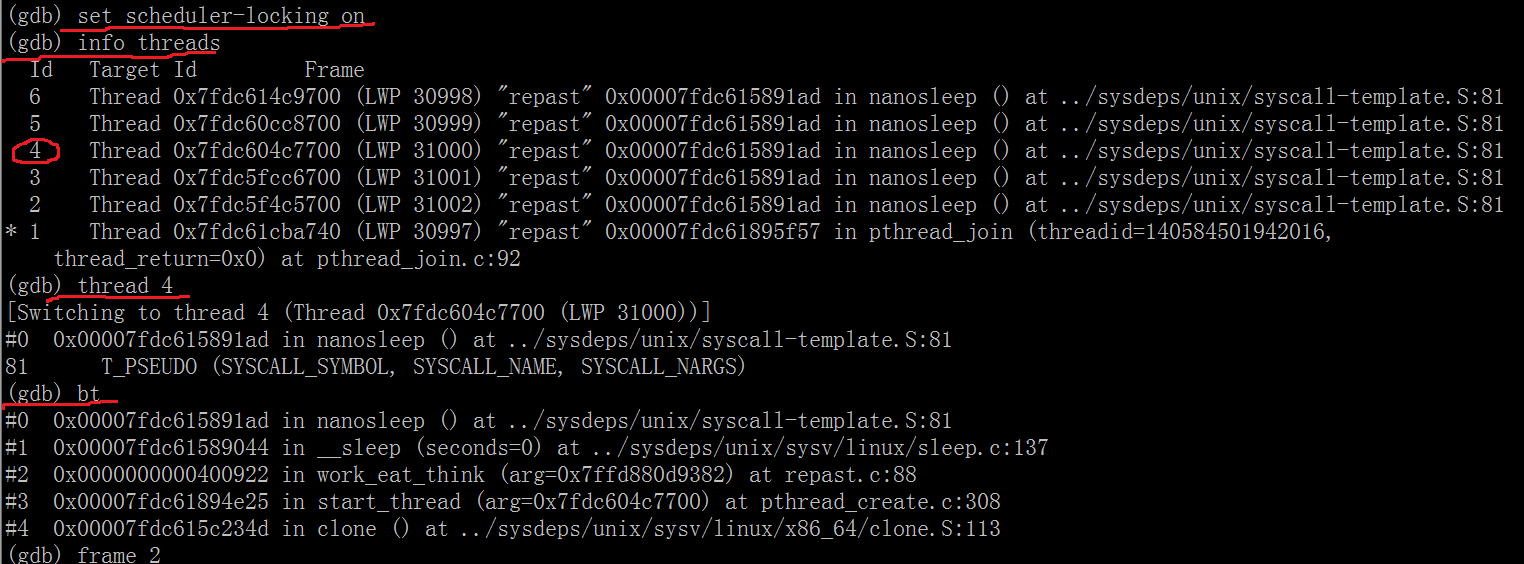 (gdb) set scheduler-locking on
(gdb) info threads
  Id   Target Id         Frame
  6    Thread 0x7fdc614c9700 (LWP 30998) "repast" 0x00007fdc615891ad in nanosleep () at ../sysdeps/unix/syscall-template.S:81
  5    Thread 0x7fdc60cc8700 (LWP 30999) "repast" 0x00007fdc615891ad in nanosleep () at ../sysdeps/unix/syscall-template.S:81
  4    Thread 0x7fdc604c7700 (LWP 31000) "repast" 0x00007fdc615891ad in nanosleep () at ../sysdeps/unix/syscall-template.S:81
  3    Thread 0x7fdc5fcc6700 (LWP 31001) "repast" 0x00007fdc615891ad in nanosleep () at ../sysdeps/unix/syscall-template.S:81
  2    Thread 0x7fdc5f4c5700 (LWP 31002) "repast" 0x00007fdc615891ad in nanosleep () at ../sysdeps/unix/syscall-template.S:81
* 1    Thread 0x7fdc61cba740 (LWP 30997) "repast" 0x00007fdc61895f57 in pthread_join (threadid=140584501942016,
    thread_return=0x0) at pthread_join.c:92
(gdb) thread 4
[Switching to thread 4 (Thread 0x7fdc604c7700 (LWP 31000))]
#0  0x00007fdc615891ad in nanosleep () at ../sysdeps/unix/syscall-template.S:81
81      T_PSEUDO (SYSCALL_SYMBOL, SYSCALL_NAME, SYSCALL_NARGS)
(gdb) bt
#0  0x00007fdc615891ad in nanosleep () at ../sysdeps/unix/syscall-template.S:81
#1  0x00007fdc61589044 in __sleep (seconds=0) at ../sysdeps/unix/sysv/linux/sleep.c:137
#2  0x0000000000400922 in work_eat_think (arg=0x7ffd880d9382) at repast.c:88
#3  0x00007fdc61894e25 in start_thread (arg=0x7fdc604c7700) at pthread_create.c:308
#4  0x00007fdc615c234d in clone () at ../sysdeps/unix/sysv/linux/x86_64/clone.S:113
(gdb) frame 2